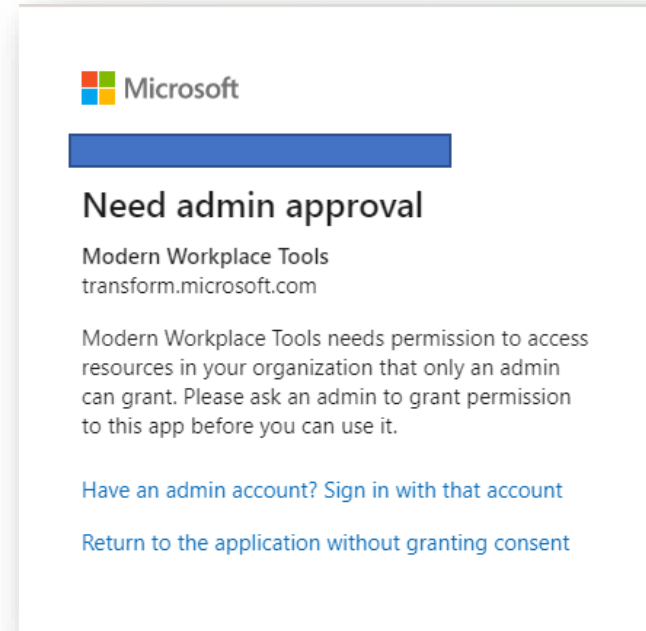 Microsoft
Need admin approval
Modern Workplace Tools
transform.microsoft.com
Modern Workplace Tools needs permission to access
resources in your organization that only an admin
can grant. Please ask an admin to grant permission
to this app before you can use it.
Have an admin account? Sign in with that account
Return to the application without granting consent